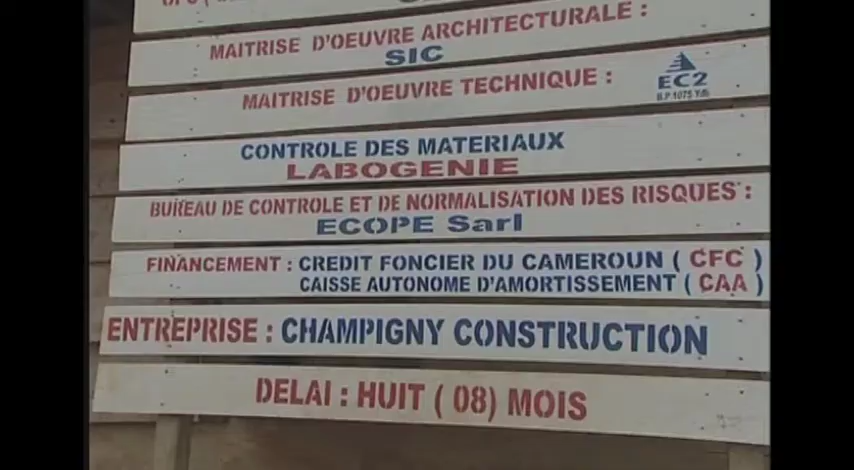 MAITRISE D'OEUVRE ARCHITECTURALE :
SIC
MAITRISE D'OEUVRE TECHNIQUE :
EC2
B.P 1075 Ydé
CONTROLE DES MATERIAUX
LABOGENIE
BUREAU DE CONTROLE ET DE NORMALISATION DES RISQUES :
ECOPE Sarl
FINANCEMENT : CREDIT FONCIER DU CAMEROUN ( CFC )
CAISSE AUTONOME D'AMORTISSEMENT ( CAA )
ENTREPRISE : CHAMPIGNY CONSTRUCTION
DELAI : HUIT ( 08) MOIS